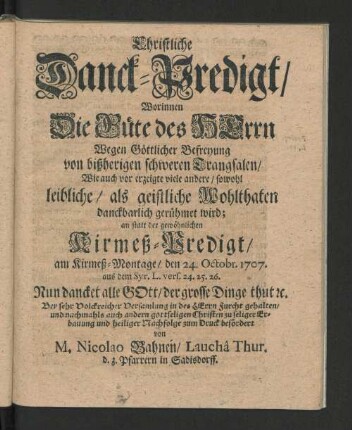 Christliche
Danck-Predigt/
Worinnen
Die Güte des HErrn
Wegen Göttlicher Befreyung
von bißherigen schweren Drangsalen/
Wie auch vor erzeigte viele andere/ sowohl
leibliche/ als geistliche Wohlthaten
danckbarlich gerühmet wird;
an statt der gewöhnlichen
Kirmeß-Predigt/
am Kirmeß-Montage/ den 24. Octobr. 1707.
aus dem Syr. L. vers. 24. 25. 26.
Nun dancket alle GOtt/ der grosse Dinge thut ꝛc.
Bey sehr Volckreicher Versamlung in des HErrn Furcht gehalten/
und nachmahls auch andern gottseligen Christen zu seliger Er-
bauung und heiliger Nachfolge zum Druck befördert
von
M. Nicolao Hahnen/ Lauchâ Thur.
d. z. Pfarrern in Sadisdorff.